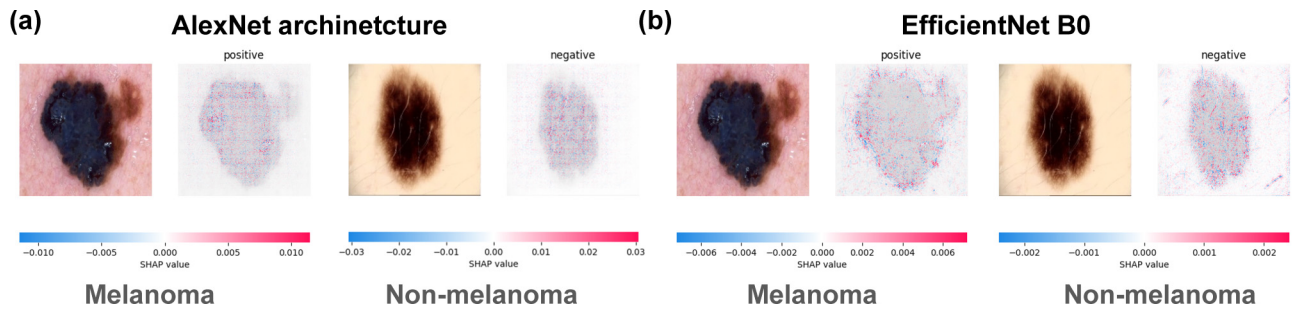 (a) AlexNet archinetcture
positive
negative
−0.010 −0.005 0.000 0.005 0.010
SHAP value
−0.03 −0.02 −0.01 0.00 0.01 0.02 0.03
SHAP value
Melanoma
Non-melanoma
(b) EfficientNet B0
positive
negative
−0.006 −0.004 −0.002 0.000 0.002 0.004 0.006
SHAP value
−0.002 −0.001 0.000 0.001 0.002
SHAP value
Melanoma
Non-melanoma